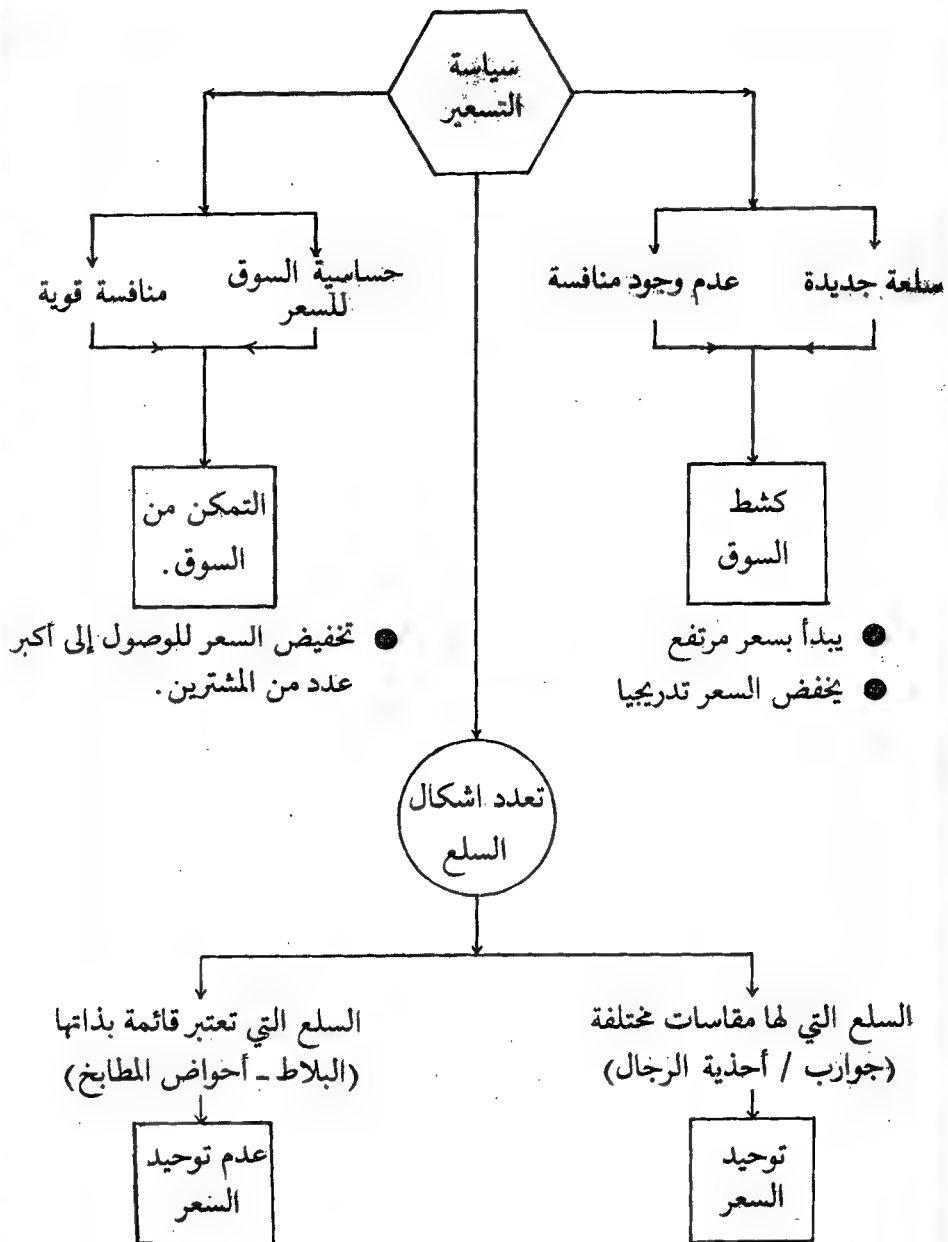 سياسة
التسعير
سلعة جديدة
عدم وجود منافسة
حساسية السوق
للسعر
منافسة قوية
كشط
السوق
التمكن من
السوق .
● يبدأ بسعر مرتفع
● يخفض السعر تدريجيا
● تخفيض السعر للوصول إلى أكبر
عدد من المشترين .
تعدد اشكال
السلع
السلع التي لها مقاسات مختلفة
(جوارب / أحذية الرجال)
السلع التي تعتبر قائمة بذاتها
(البلاط - أحواض المطابخ)
توحيد
السعر
عدم توحيد
السعر